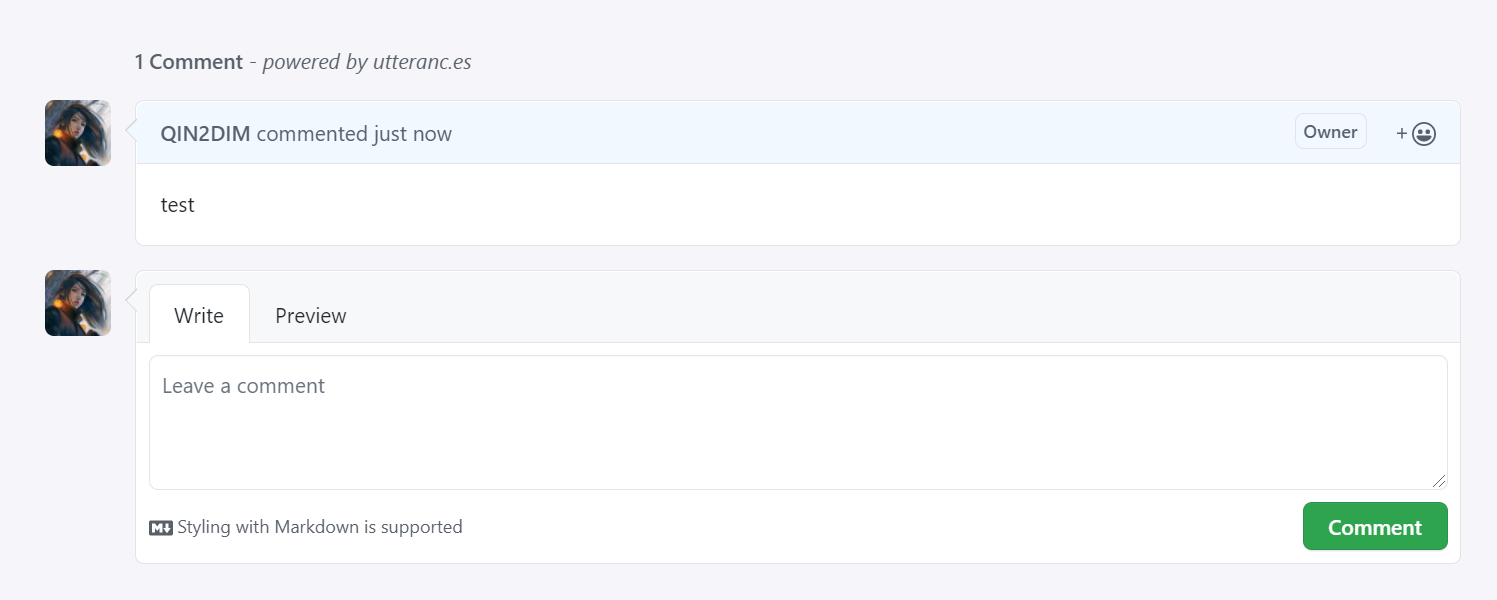 1 Comment - powered by utteranc.es
QIN2DIM commented just now
Owner
+
test
Write
Preview
Leave a comment
M Styling with Markdown is supported
Comment